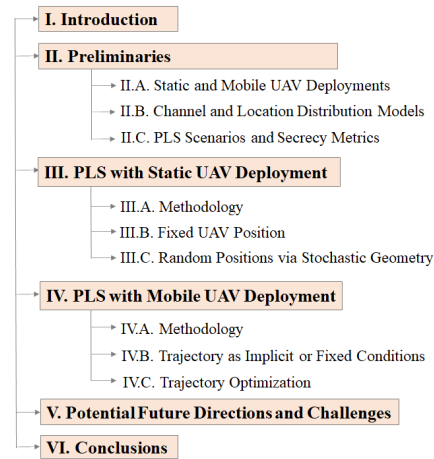 I. Introduction
II. Preliminaries
II.A. Static and Mobile UAV Deployments
II.B. Channel and Location Distribution Models
II.C. PLS Scenarios and Secrecy Metrics
III. PLS with Static UAV Deployment
III.A. Methodology
III.B. Fixed UAV Position
III.C. Random Positions via Stochastic Geometry
IV. PLS with Mobile UAV Deployment
IV.A. Methodology
IV.B. Trajectory as Implicit or Fixed Conditions
IV.C. Trajectory Optimization
V. Potential Future Directions and Challenges
VI. Conclusions